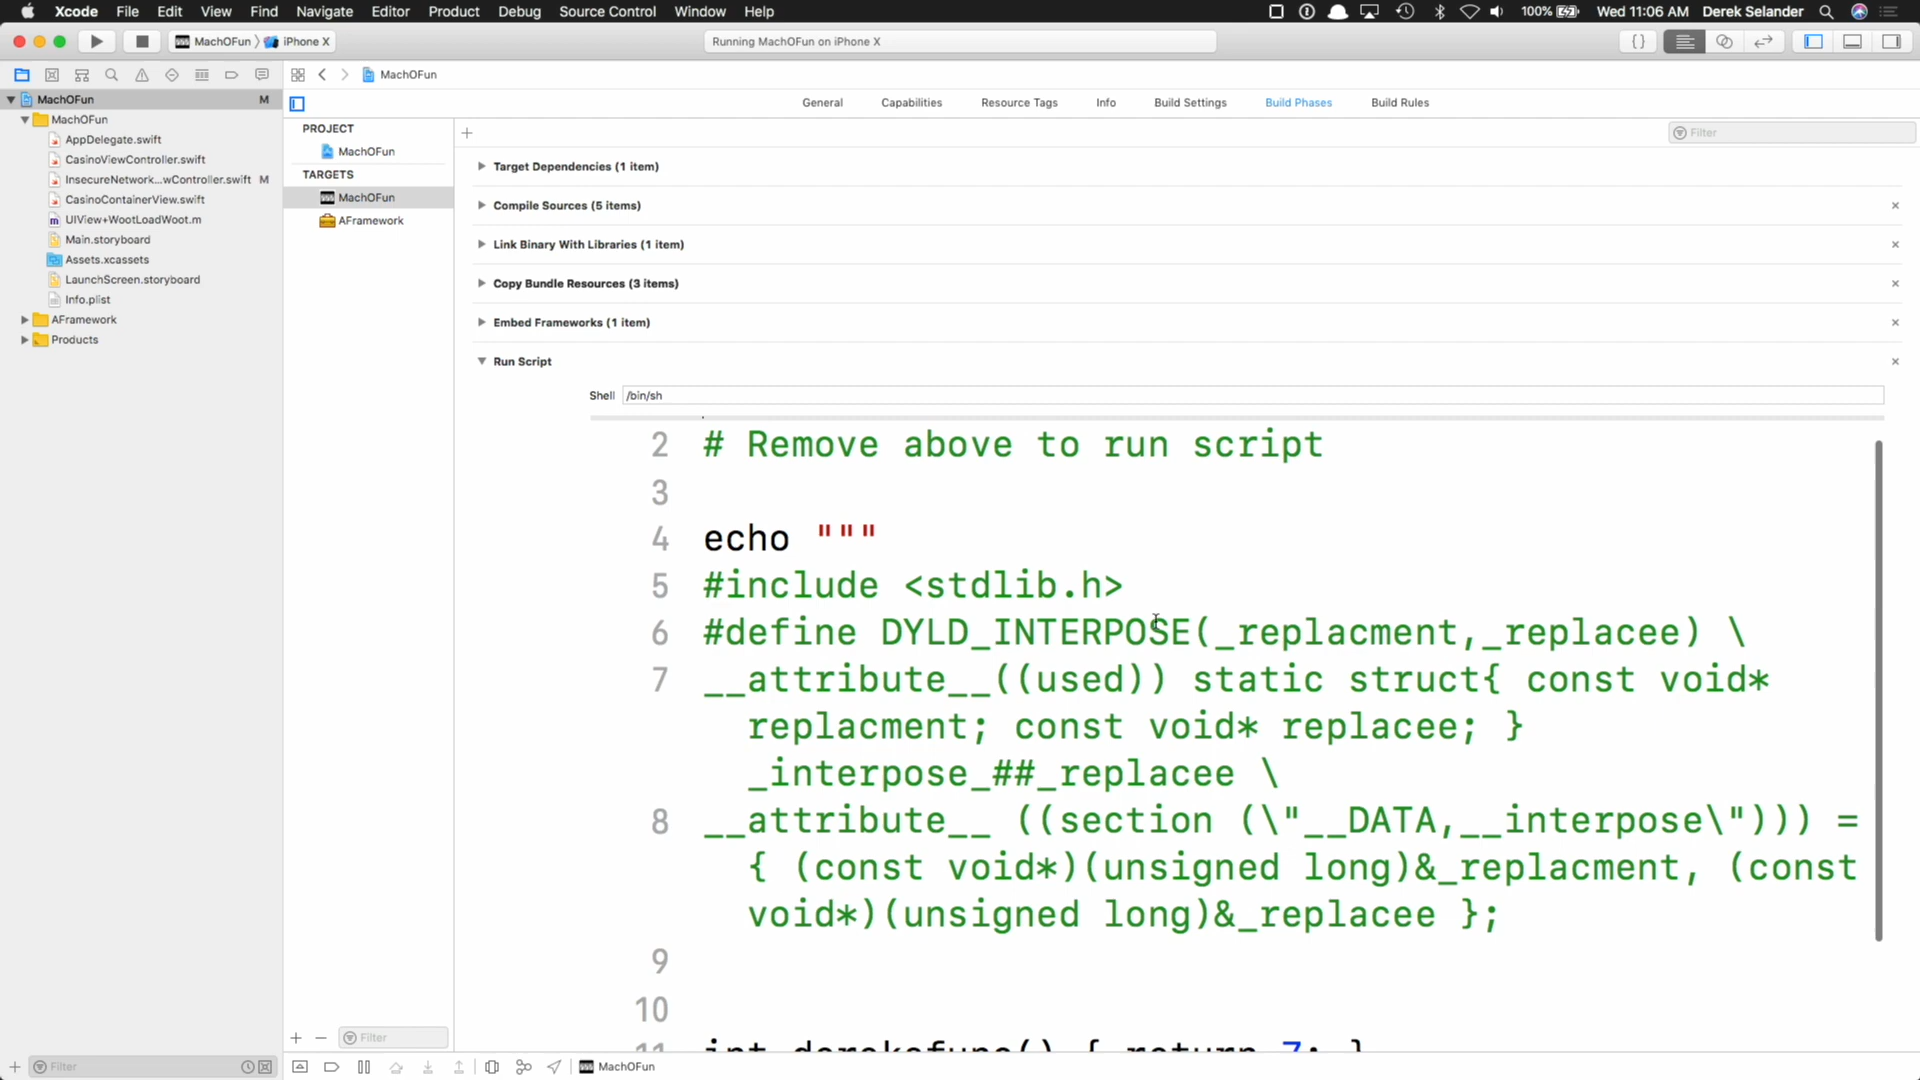 Xcode File Edit View Find Navigate Editor Product Debug Source Control Window Help 100% Wed 11:06 AM Derek Selander
MachOFun iPhone X Running MachOFun on iPhone X
MachOFun
MachOFun M
General Capabilities Resource Tags Info Build Settings Build Phases Build Rules
MachOFun
AppDelegate.swift
CasinoViewController.swift
InsecureNetwork...wController.swift M
CasinoContainerView.swift
UIView+WootLoadWoot.m
Main.storyboard
Assets.xcassets
LaunchScreen.storyboard
Info.plist
AFramework
Products
PROJECT
MachOFun
TARGETS
MachOFun
AFramework
Filter
Target Dependencies (1 item)
Compile Sources (5 items)
Link Binary With Libraries (1 item)
Copy Bundle Resources (3 items)
Embed Frameworks (1 item)
Run Script
Shell /bin/sh
2 # Remove above to run script
3
4 echo """
5 #include <stdlib.h>
6 #define DYLD_INTERPOSE(_replacment,_replacee) \
7 __attribute__((used)) static struct{ const void*
replacment; const void* replacee; }
_interpose_##_replacee \
8 __attribute__ ((section (\"__DATA,__interpose\"))) =
{ (const void*)(unsigned long)&_replacment, (const
void*)(unsigned long)&_replacee };
9
10
11 int derekofunc() { return 7; }
Filter
Filter
MachOFun